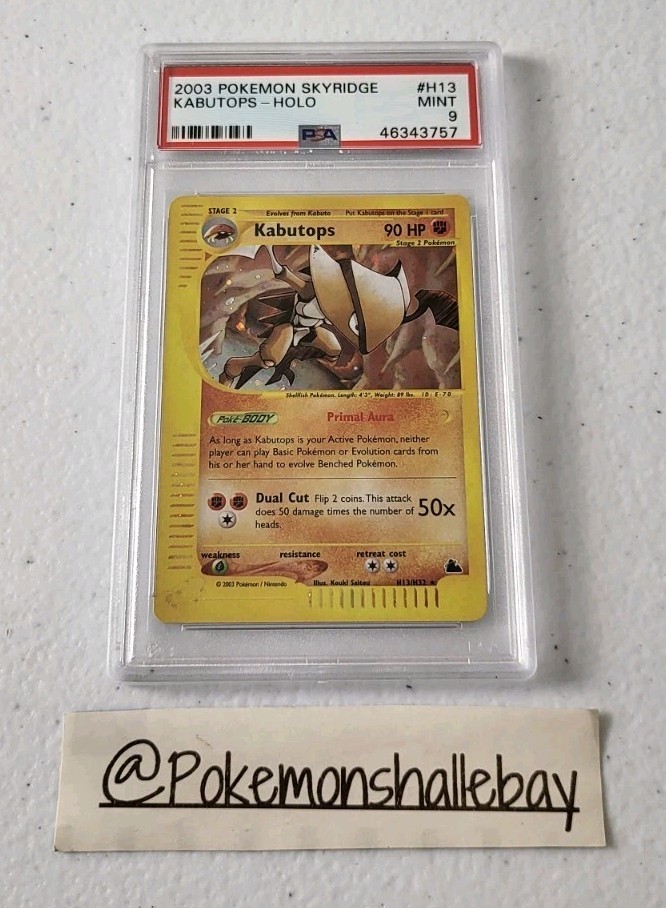 2003 POKEMON SKYRIDGE #H13
KABUTOPS - HOLO MINT
9
PSA 46343757
STAGE 2 Evolves from Kabuto Put Kabutops on the Stage 1 card
Kabutops 90 HP
Stage 2 Pokémon
Shellfish Pokémon. Length: 4'3", Weight: 89 lbs. ID: E-70
Poké-BODY Primal Aura
As long as Kabutops is your Active Pokémon, neither
player can play Basic Pokémon or Evolution cards from
his or her hand to evolve Benched Pokémon.
Dual Cut Flip 2 coins. This attack
does 50 damage times the number of 50x
heads.
weakness resistance retreat cost
© 2003 Pokémon / Nintendo Illus. Kouki Saitou H13/H32 ★
@Pokemonshallebay